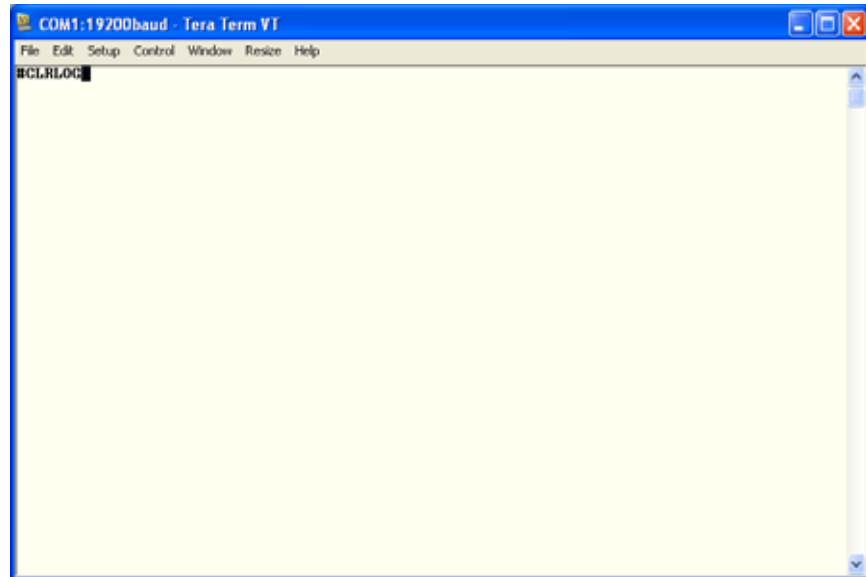 COM1:19200baud - Tera Term VT
File Edit Setup Control Window Resize Help
#CLRLOG